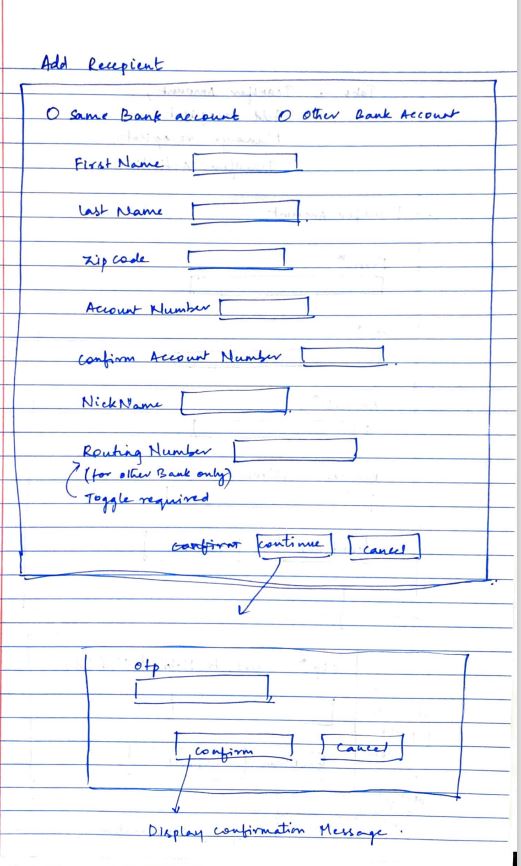 Add Recepient
O same Bank account O other Bank Account
First Name
Last Name
Zip code
Account Number
confirm Account Number
NickName
Routing Number
(for other Bank only)
Toggle required
confirm continue cancel
otp.
confirm cancel
Display confirmation Message.